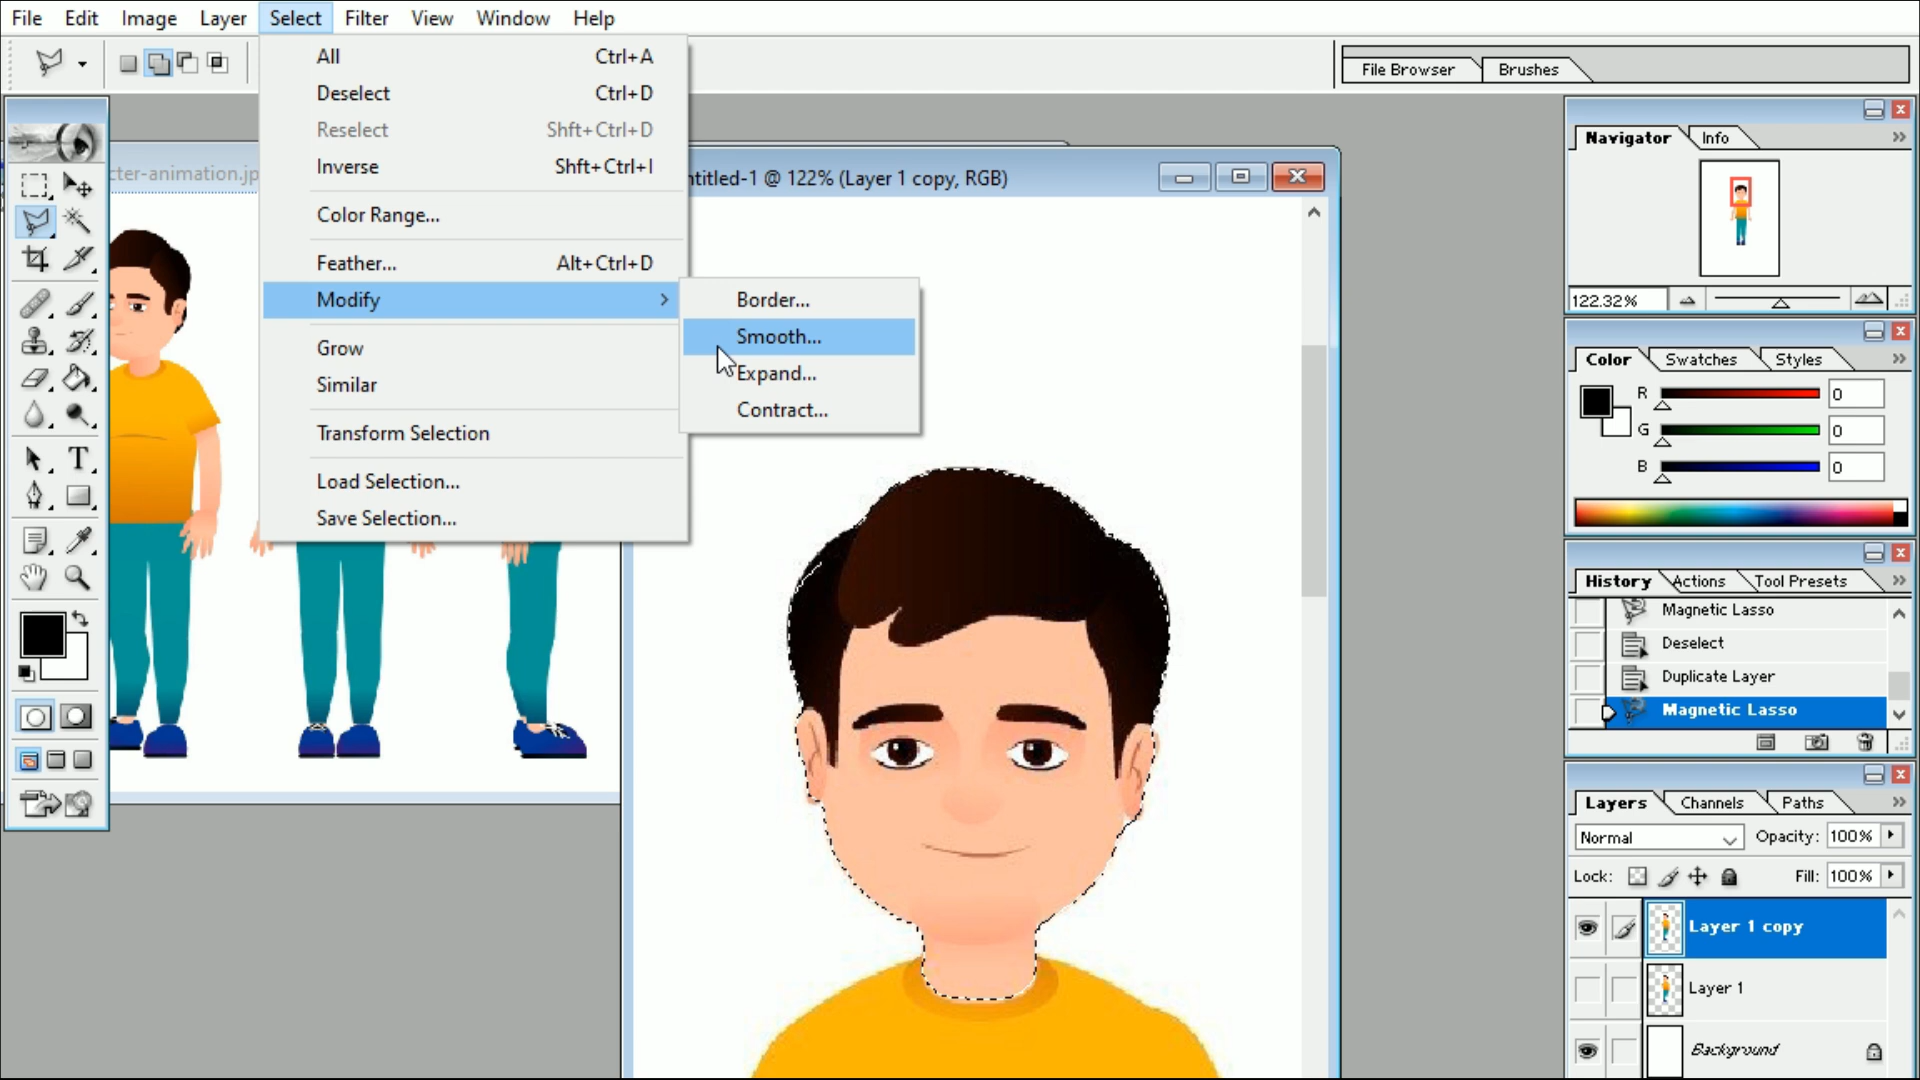 File Edit Image Layer Select Filter View Window Help
File Browser Brushes
All Ctrl+A
Deselect Ctrl+D
Reselect Shft+Ctrl+D
Inverse Shft+Ctrl+I
Color Range...
Feather... Alt+Ctrl+D
Modify
Grow
Similar
Transform Selection
Load Selection...
Save Selection...
Border...
Smooth...
Expand...
Contract...
cter-animation.jp
ntitled-1 @ 122% (Layer 1 copy, RGB)
Navigator Info
122.32%
Color Swatches Styles
R 0
G 0
B 0
History Actions Tool Presets
Magnetic Lasso
Deselect
Duplicate Layer
Magnetic Lasso
Layers Channels Paths
Normal Opacity: 100%
Lock: Fill: 100%
Layer 1 copy
Layer 1
Background